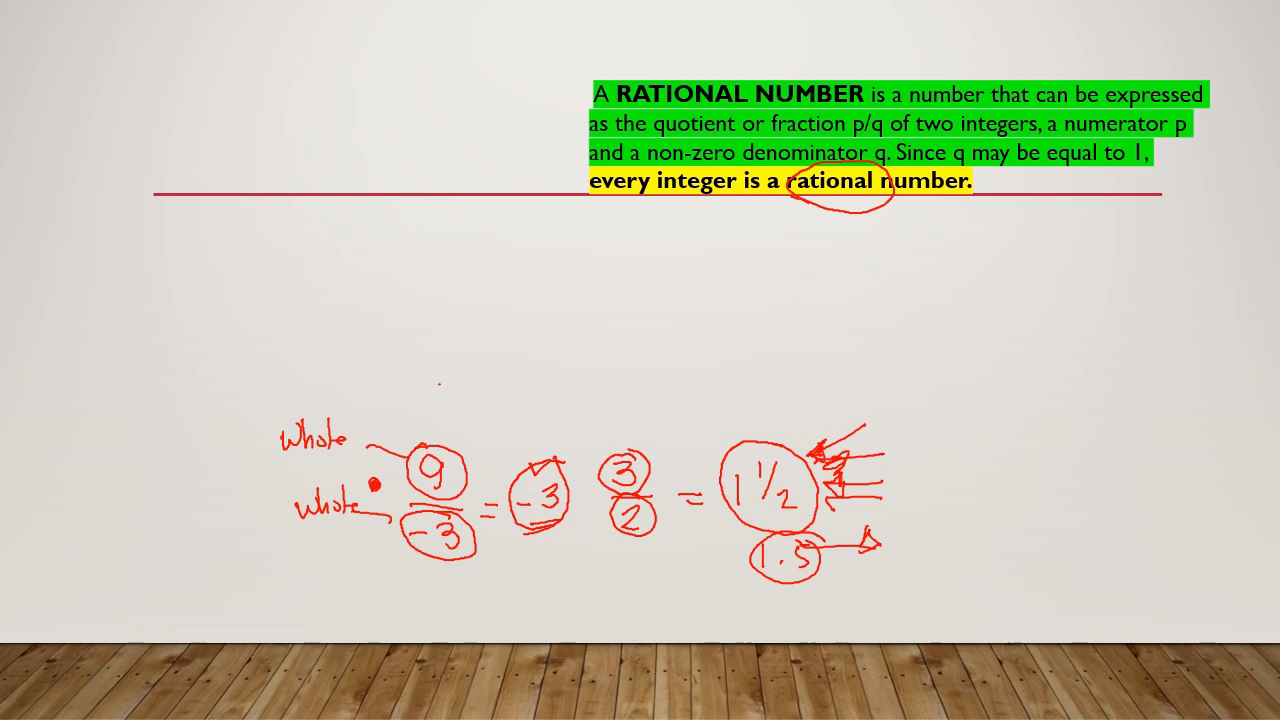 A RATIONAL NUMBER is a number that can be expressed
as the quotient or fraction p/q of two integers, a numerator p
and a non-zero denominator q. Since q may be equal to 1,
every integer is a rational number.
whole
whole
9/-3 = -3 3/2 = 1 1/2
1.5